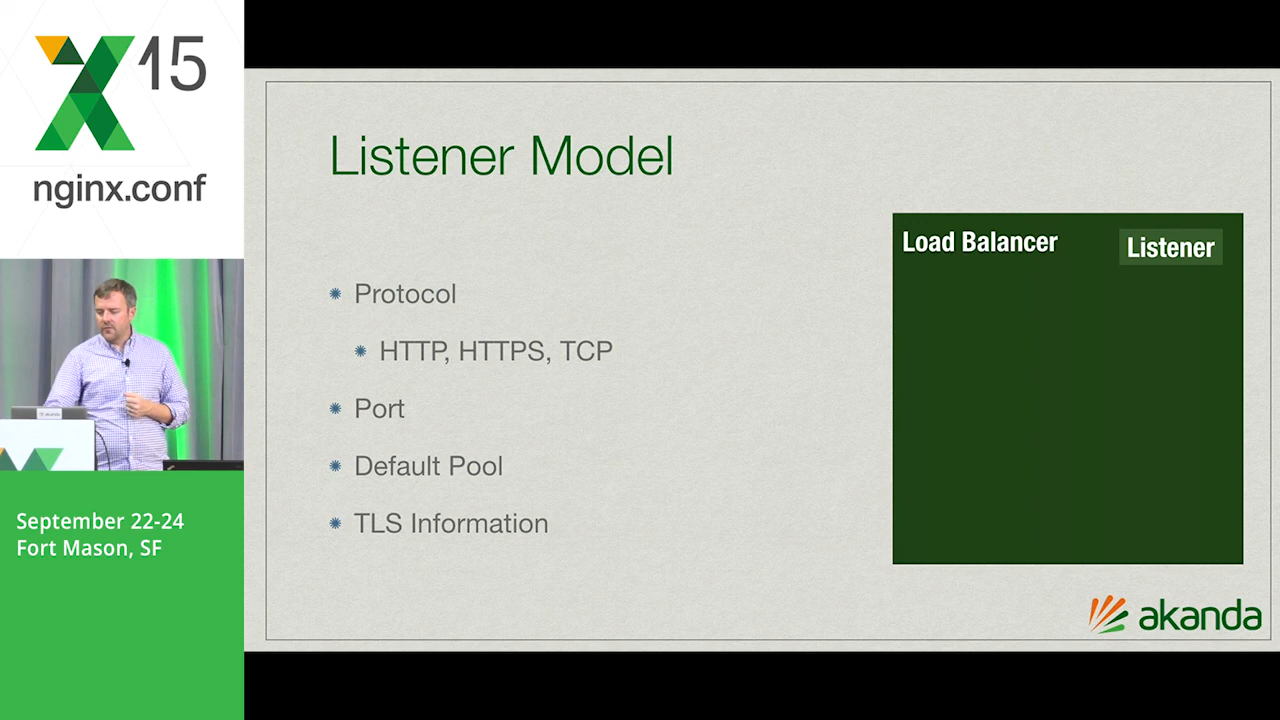 15
nginx.conf
September 22-24
Fort Mason, SF
Listener Model
Protocol
HTTP, HTTPS, TCP
Port
Default Pool
TLS Information
Load Balancer
Listener
akanda
akanda